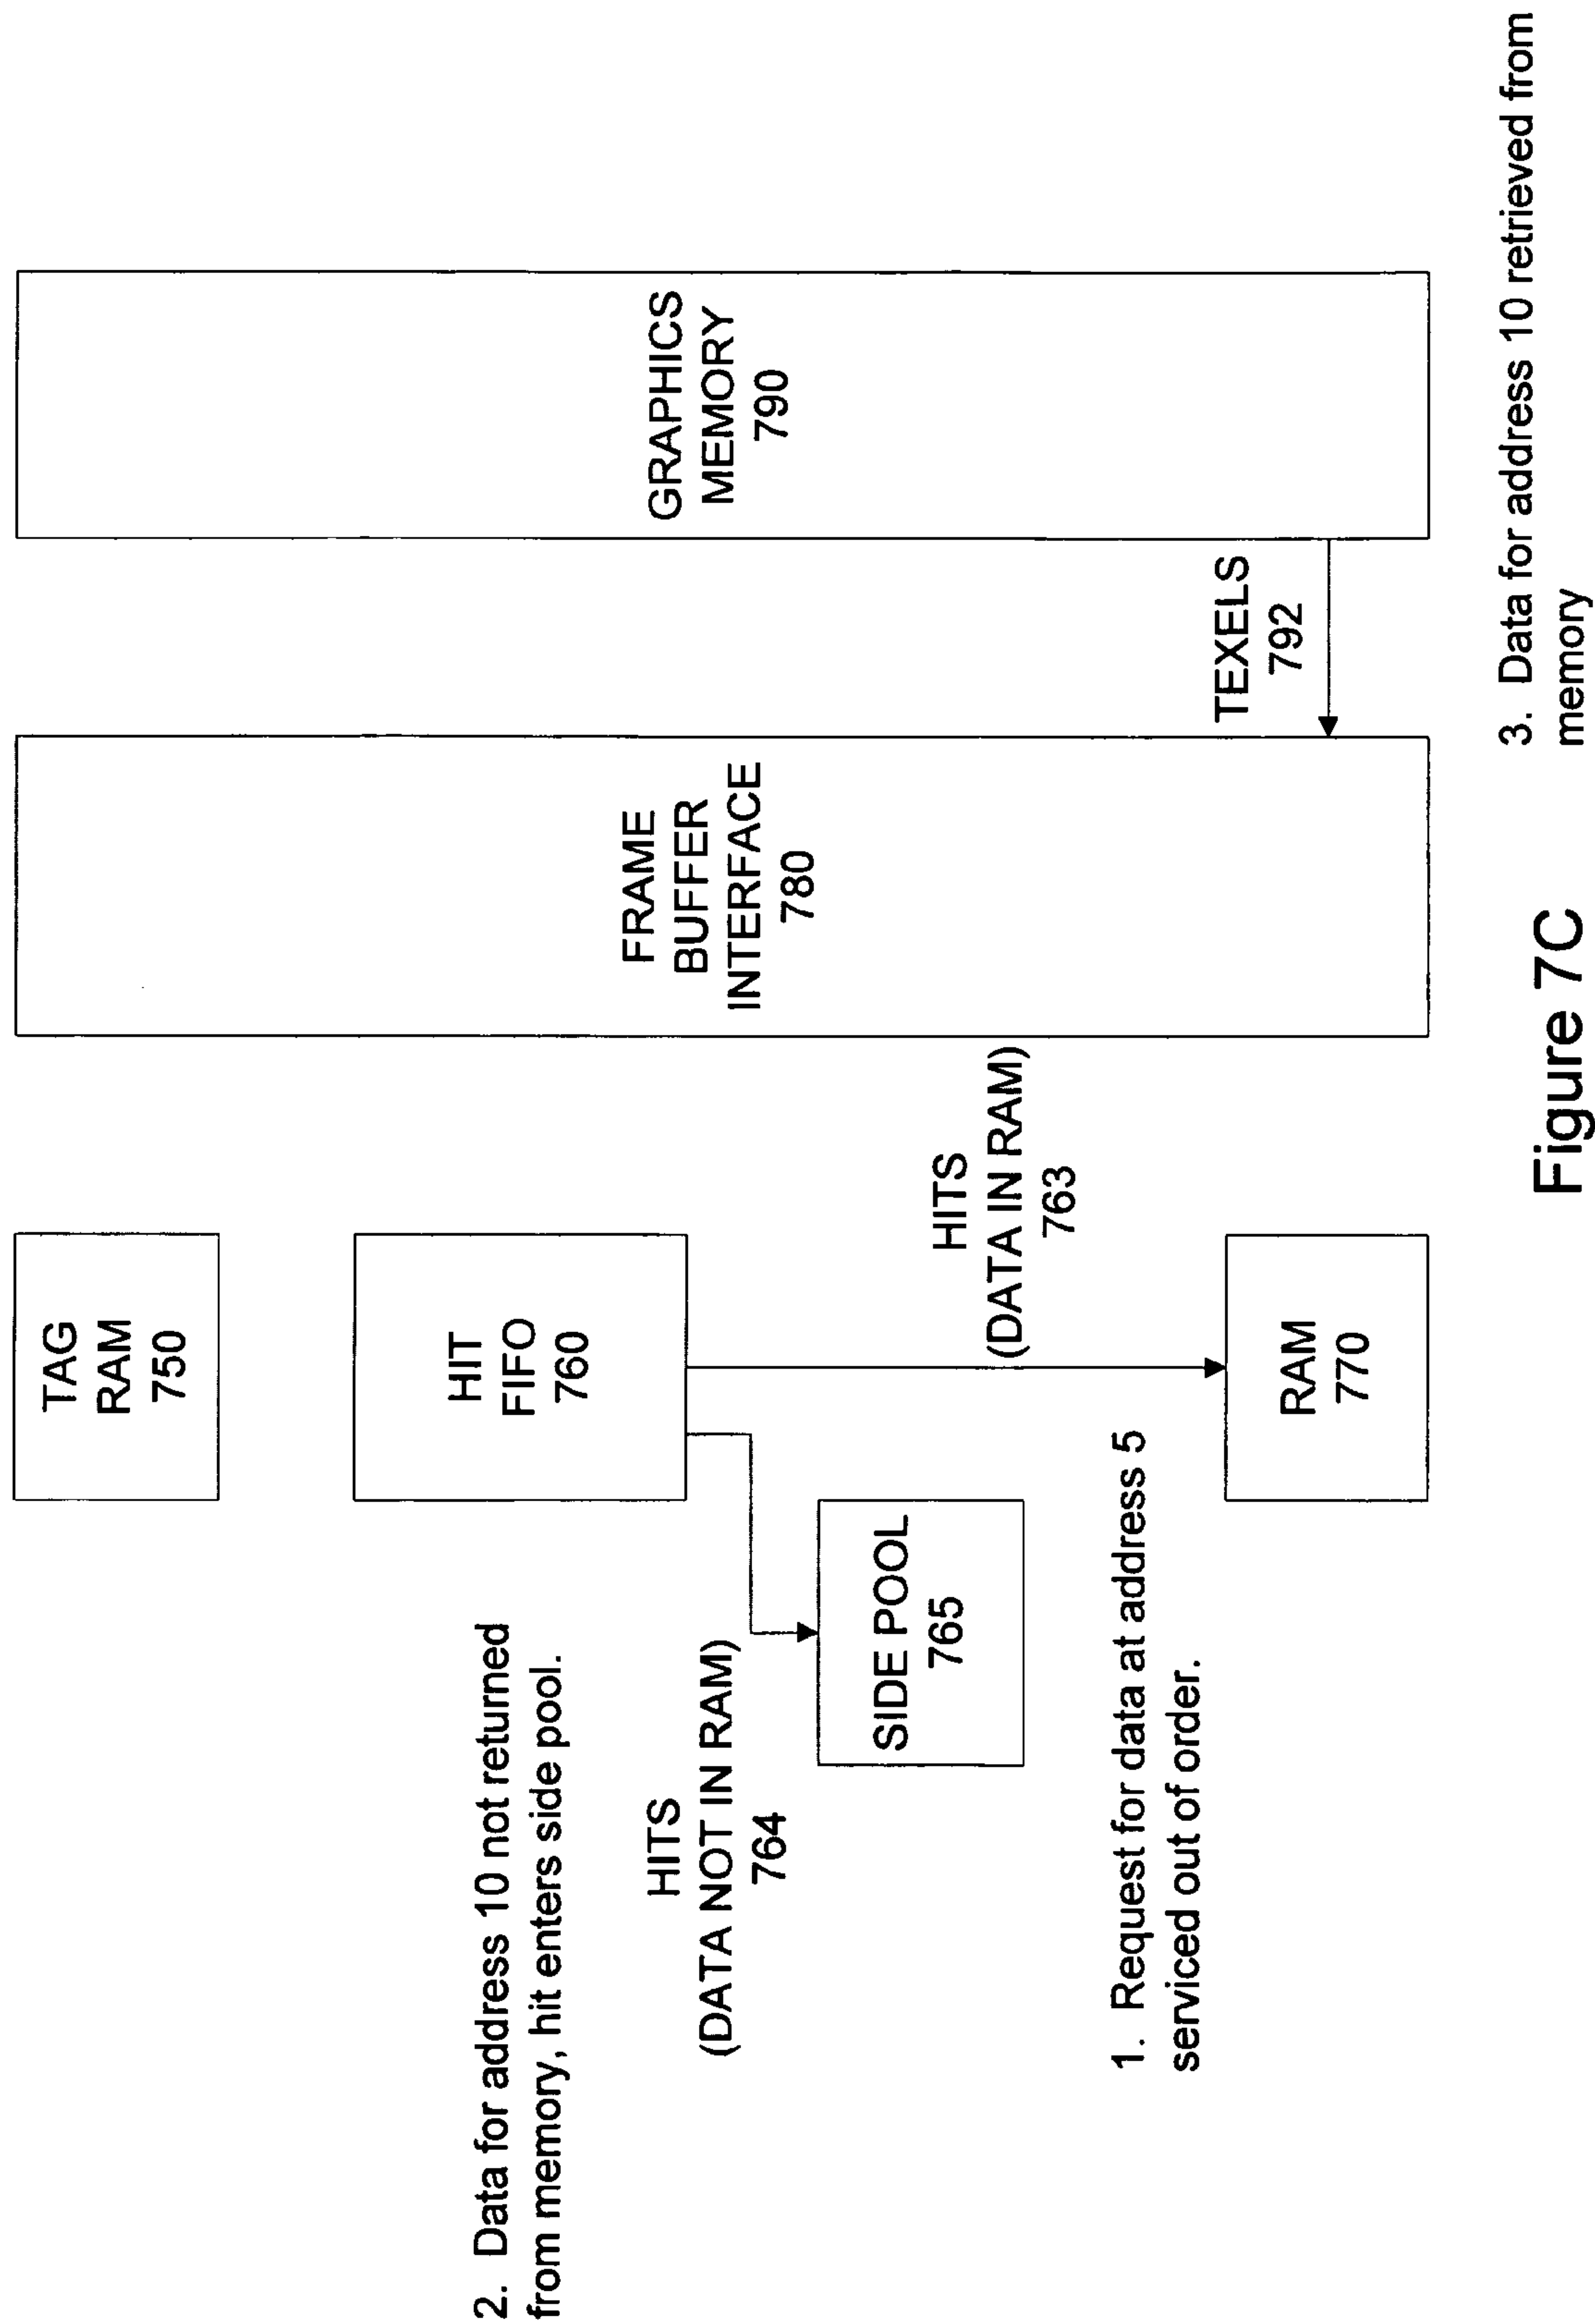 TAG
RAM
750
2. Data for address 10 not returned
from memory, hit enters side pool.
HIT
FIFO
760
FRAME
BUFFER
INTERFACE
780
GRAPHICS
MEMORY
790
HITS
(DATA NOT IN RAM)
764
SIDE POOL
765
HITS
(DATA IN RAM)
763
1. Request for data at address 5
serviced out of order.
RAM
770
TEXELS
792
3. Data for address 10 retrieved from
memory
Figure 7C